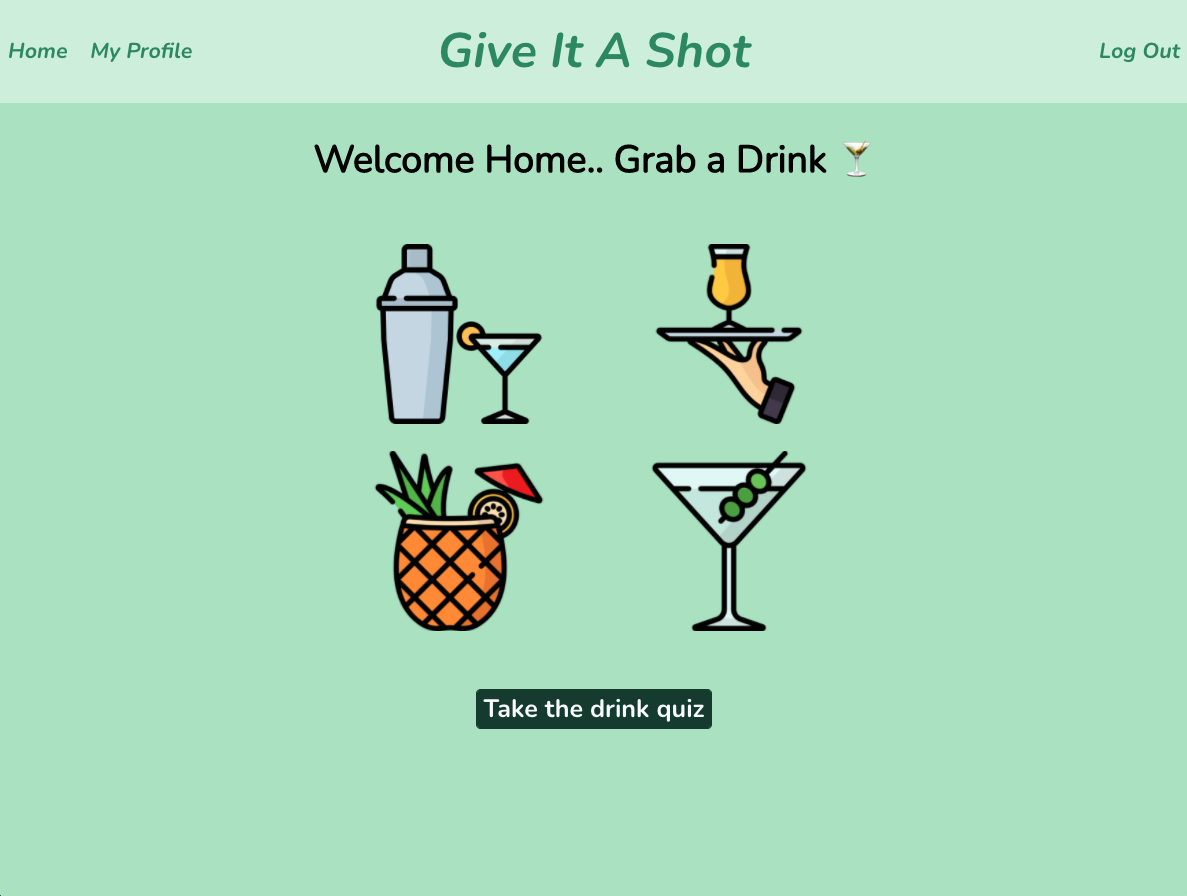 Home My Profile Give It A Shot Log Out
Welcome Home.. Grab a Drink 🍸
Take the drink quiz